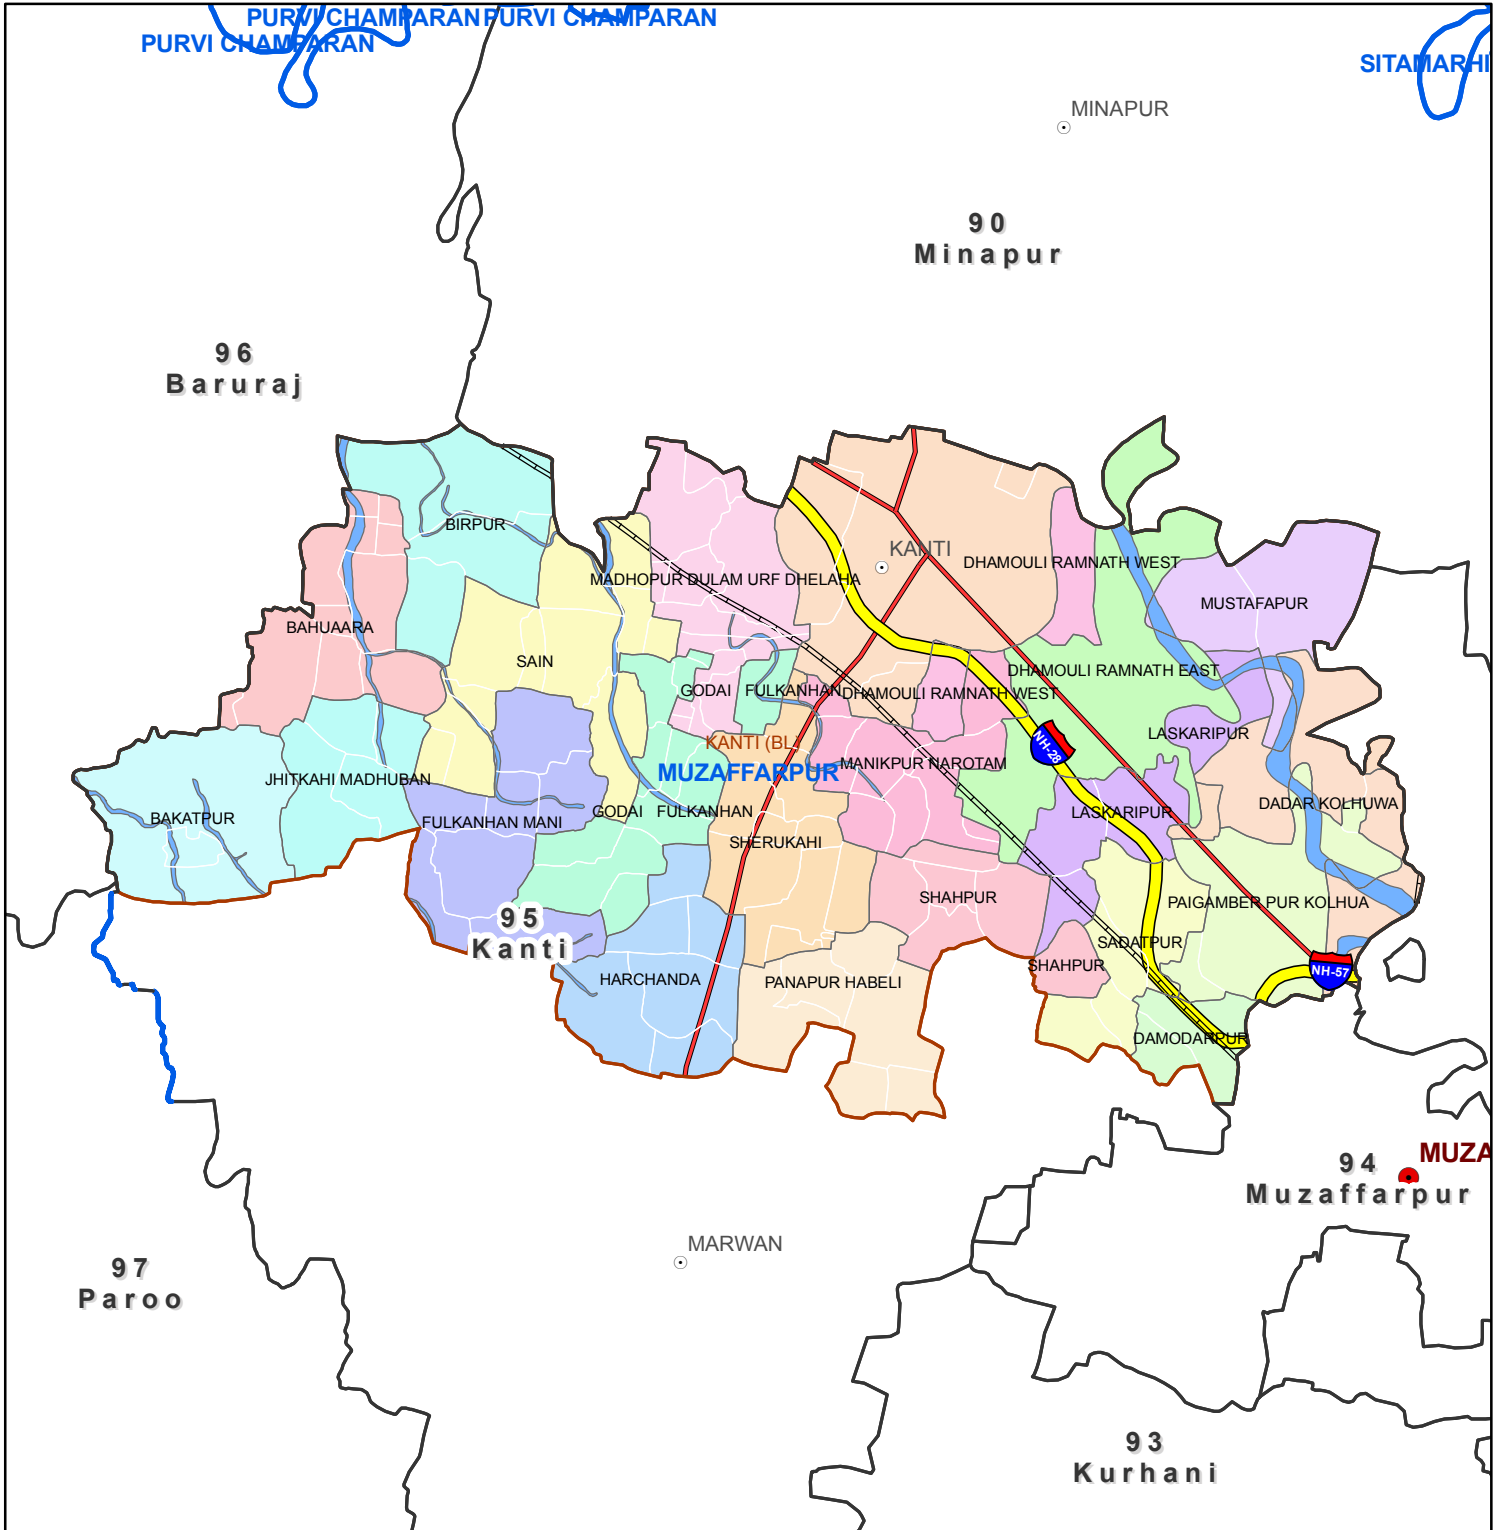 PURVI CHAMPARAN
PURVI CHAMPARAN
PURVI CHAMPARAN
SITAMARHI
MINAPUR
90
Minapur
96
Baruraj
BIRPUR
KANTI
DHAMOULI RAMNATH WEST
MADHOPUR DULAM URF DHELAHA
MUSTAFAPUR
BAHUAARA
SAIN
DHAMOULI RAMNATH EAST
GODAI
FULKANHAN
DHAMOULI RAMNATH WEST
LASKARIPUR
KANTI (BL)
NH-28
MUZAFFARPUR
MANIKPUR NAROTAM
JHITKAHI MADHUBAN
BAKATPUR
FULKANHAN MANI
GODAI
FULKANHAN
LASKARIPUR
DADAR KOLHUWA
SHERUKAHI
SHAHPUR
PAIGAMBER PUR KOLHUA
95
Kanti
SADATPUR
HARCHANDA
PANAPUR HABELI
SHAHPUR
NH-57
DAMODARPUR
MUZA
94
Muzaffarpur
MARWAN
97
Paroo
93
Kurhani